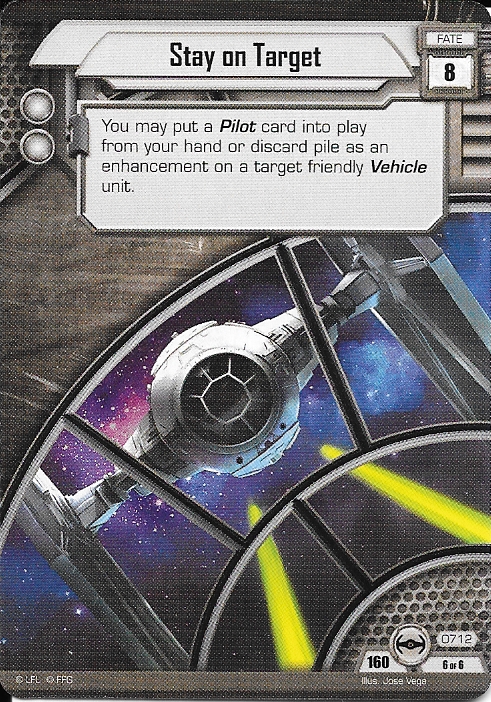 Stay on Target
FATE
8
You may put a Pilot card into play
from your hand or discard pile as an
enhancement on a target friendly Vehicle
unit.
0712
160
6 OF 6
© LFL © FFG
Illus. Jose Vega